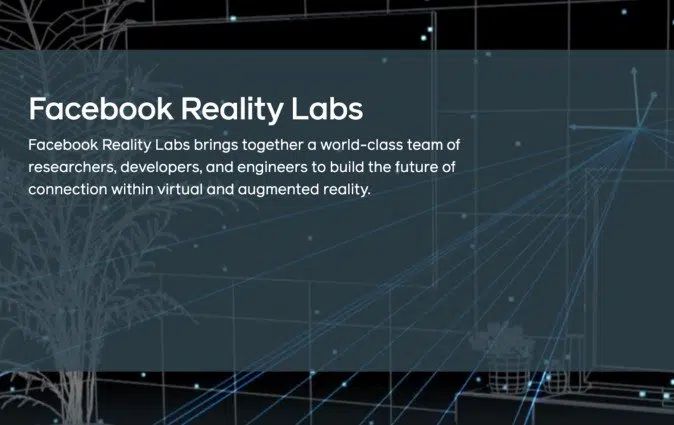 Facebook Reality Labs
Facebook Reality Labs brings together a world-class team of
researchers, developers, and engineers to build the future of
connection within virtual and augmented reality.